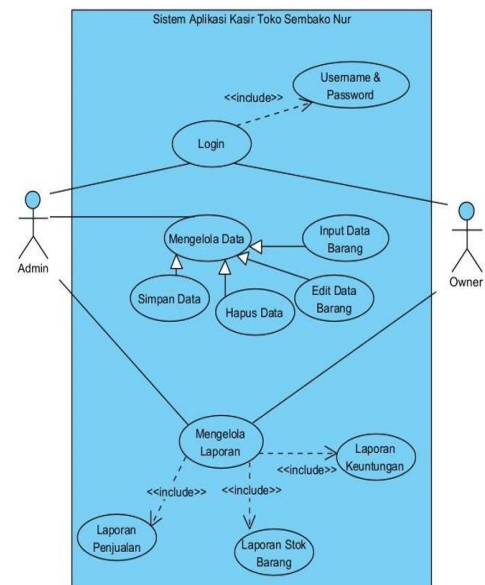 Sistem Aplikasi Kasir Toko Sembako Nur
Username &
Password
<<include>>
Login
Admin
Owner
Mengelola Data
Input Data
Barang
Simpan Data
Hapus Data
Edit Data
Barang
Mengelola
Laporan
Laporan
Keuntungan
<<include>>
<<include>>
<<include>>
Laporan
Penjualan
Laporan Stok
Barang